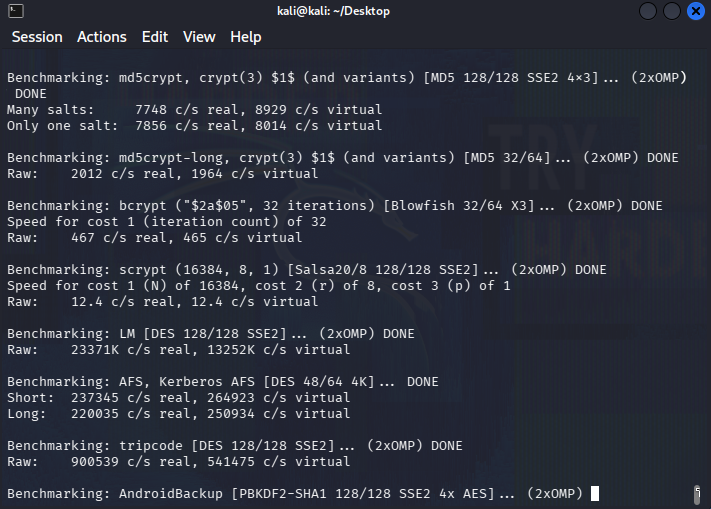 kali@kali: ~/Desktop
Session Actions Edit View Help
Benchmarking: md5crypt, crypt(3) $1$ (and variants) [MD5 128/128 SSE2 4×3]... (2xOMP)
DONE
Many salts:     7748 c/s real, 8929 c/s virtual
Only one salt:  7856 c/s real, 8014 c/s virtual
Benchmarking: md5crypt-long, crypt(3) $1$ (and variants) [MD5 32/64]... (2xOMP) DONE
Raw:    2012 c/s real, 1964 c/s virtual
Benchmarking: bcrypt ("$2a$05", 32 iterations) [Blowfish 32/64 X3]... (2xOMP) DONE
Speed for cost 1 (iteration count) of 32
Raw:    467 c/s real, 465 c/s virtual
Benchmarking: scrypt (16384, 8, 1) [Salsa20/8 128/128 SSE2]... (2xOMP) DONE
Speed for cost 1 (N) of 16384, cost 2 (r) of 8, cost 3 (p) of 1
Raw:    12.4 c/s real, 12.4 c/s virtual
Benchmarking: LM [DES 128/128 SSE2]... (2xOMP) DONE
Raw:    23371K c/s real, 13252K c/s virtual
Benchmarking: AFS, Kerberos AFS [DES 48/64 4K]... DONE
Short:  237345 c/s real, 264923 c/s virtual
Long:   220035 c/s real, 250934 c/s virtual
Benchmarking: tripcode [DES 128/128 SSE2]... (2xOMP) DONE
Raw:    900539 c/s real, 541475 c/s virtual
Benchmarking: AndroidBackup [PBKDF2-SHA1 128/128 SSE2 4x AES]... (2xOMP)
TRY